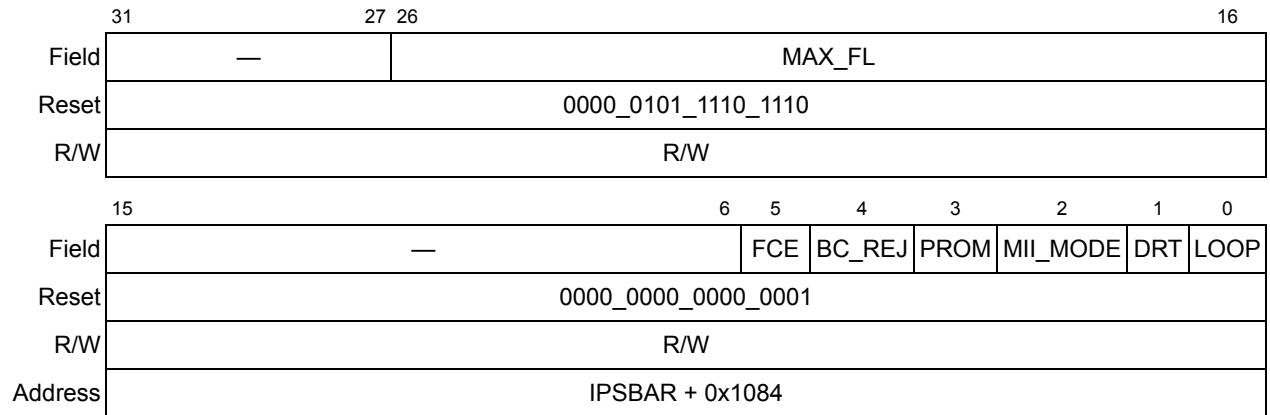 31 27 26 16
Field — MAX_FL
Reset 0000_0101_1110_1110
R/W R/W
15 6 5 4 3 2 1 0
Field — FCE BC_REJ PROM MII_MODE DRT LOOP
Reset 0000_0000_0000_0001
R/W R/W
Address IPSBAR + 0x1084